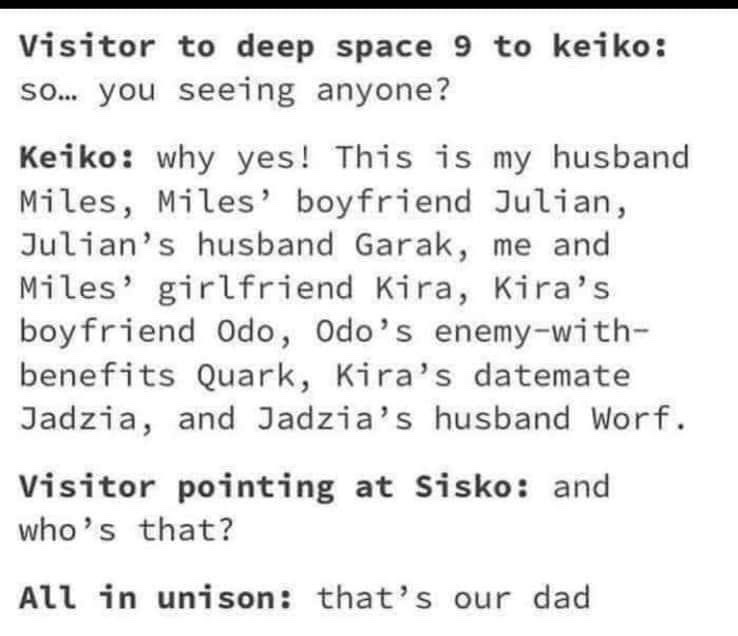 Visitor to deep space 9 to keiko:
so… you seeing anyone?
Keiko: why yes! This is my husband
Miles, Miles’ boyfriend Julian,
Julian’s husband Garak, me and
Miles’ girlfriend Kira, Kira’s
boyfriend Odo, Odo’s enemy-with-
benefits Quark, Kira’s datemate
Jadzia, and Jadzia’s husband Worf.
Visitor pointing at Sisko: and
who’s that?
All in unison: that’s our dad